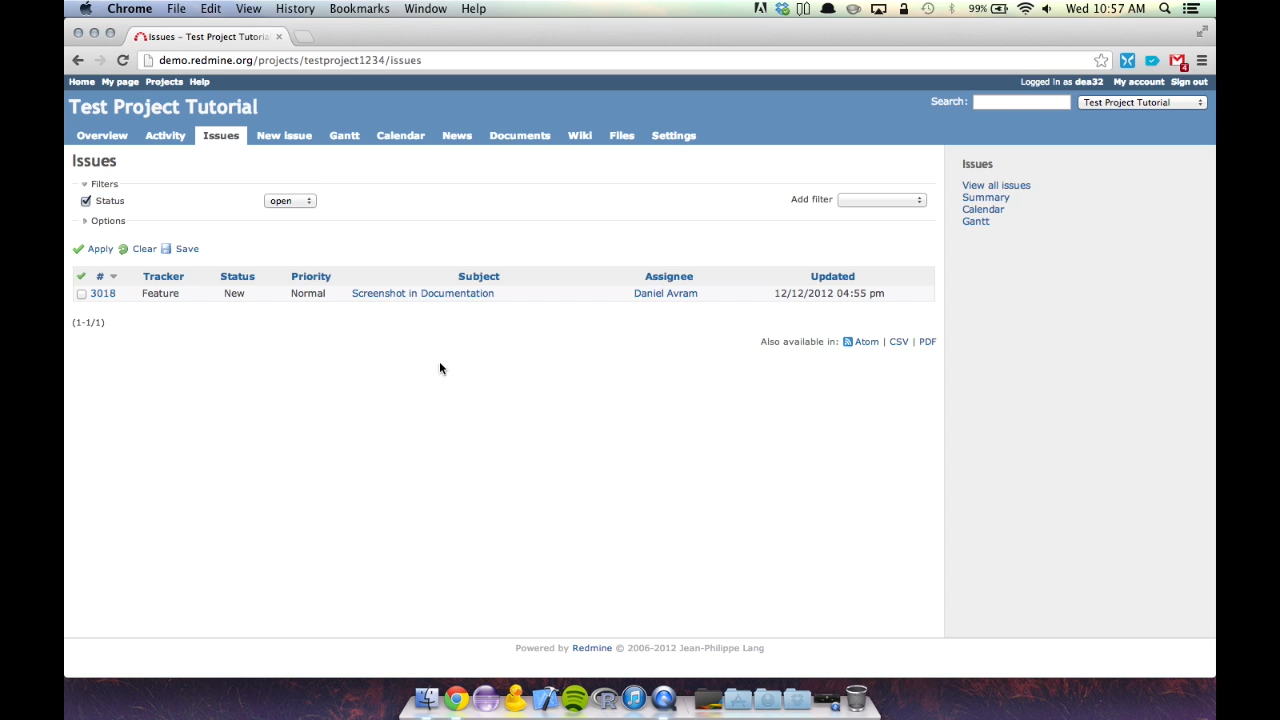 Chrome File Edit View History Bookmarks Window Help 99% Wed 10:57 AM
Issues – Test Project Tutoria
demo.redmine.org/projects/testproject1234/issues 4
Home My page Projects Help Logged in as dea32 My account Sign out
Test Project Tutorial Search: Test Project Tutorial
Overview Activity Issues New issue Gantt Calendar News Documents Wiki Files Settings
Issues
Filters
Status open Add filter
Options
Apply Clear Save
# Tracker Status Priority Subject Assignee Updated
3018 Feature New Normal Screenshot in Documentation Daniel Avram 12/12/2012 04:55 pm
(1-1/1)
Also available in: Atom | CSV | PDF
Issues
View all issues
Summary
Calendar
Gantt
Powered by Redmine © 2006-2012 Jean-Philippe Lang